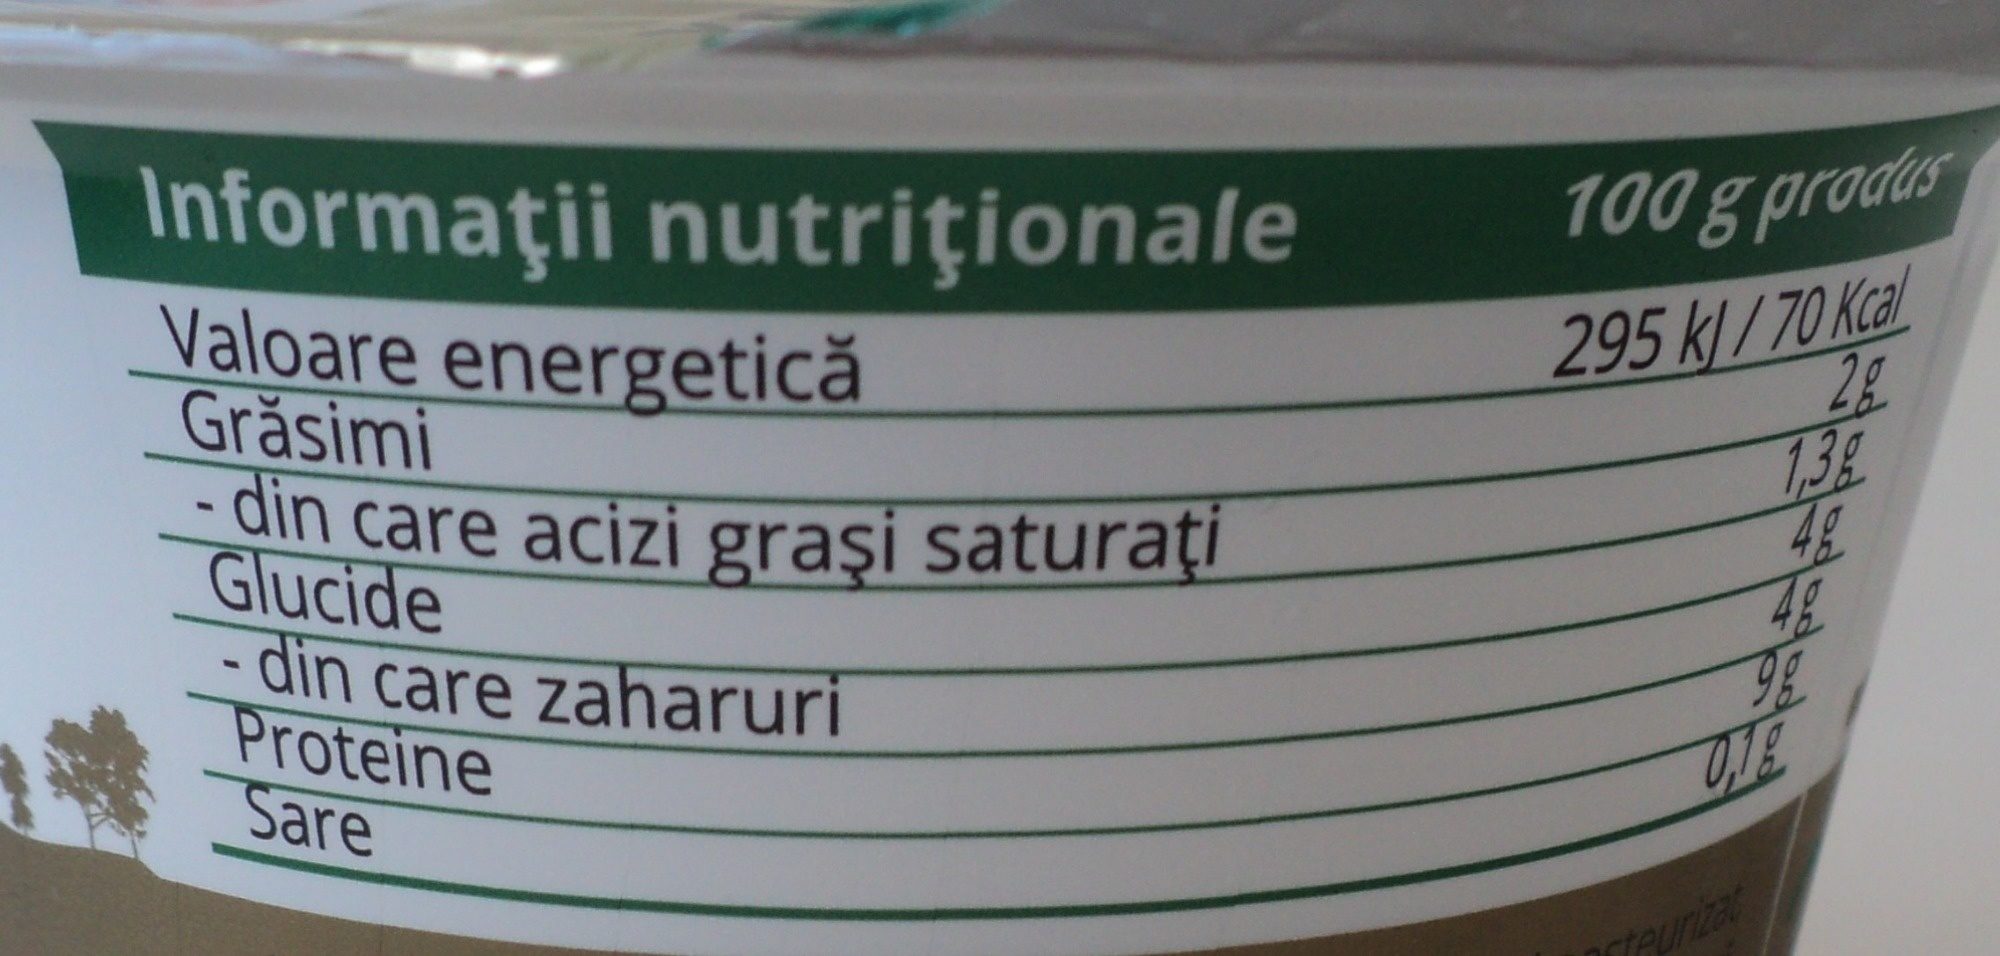 Informaţii nutriţionale 100 g produs
Valoare energetică 295 kJ / 70 Kcal
Grăsimi 2g
- din care acizi graşi saturaţi 1,3g
Glucide 4g
- din care zaharuri 4g
Proteine 9g
Sare 0,1g